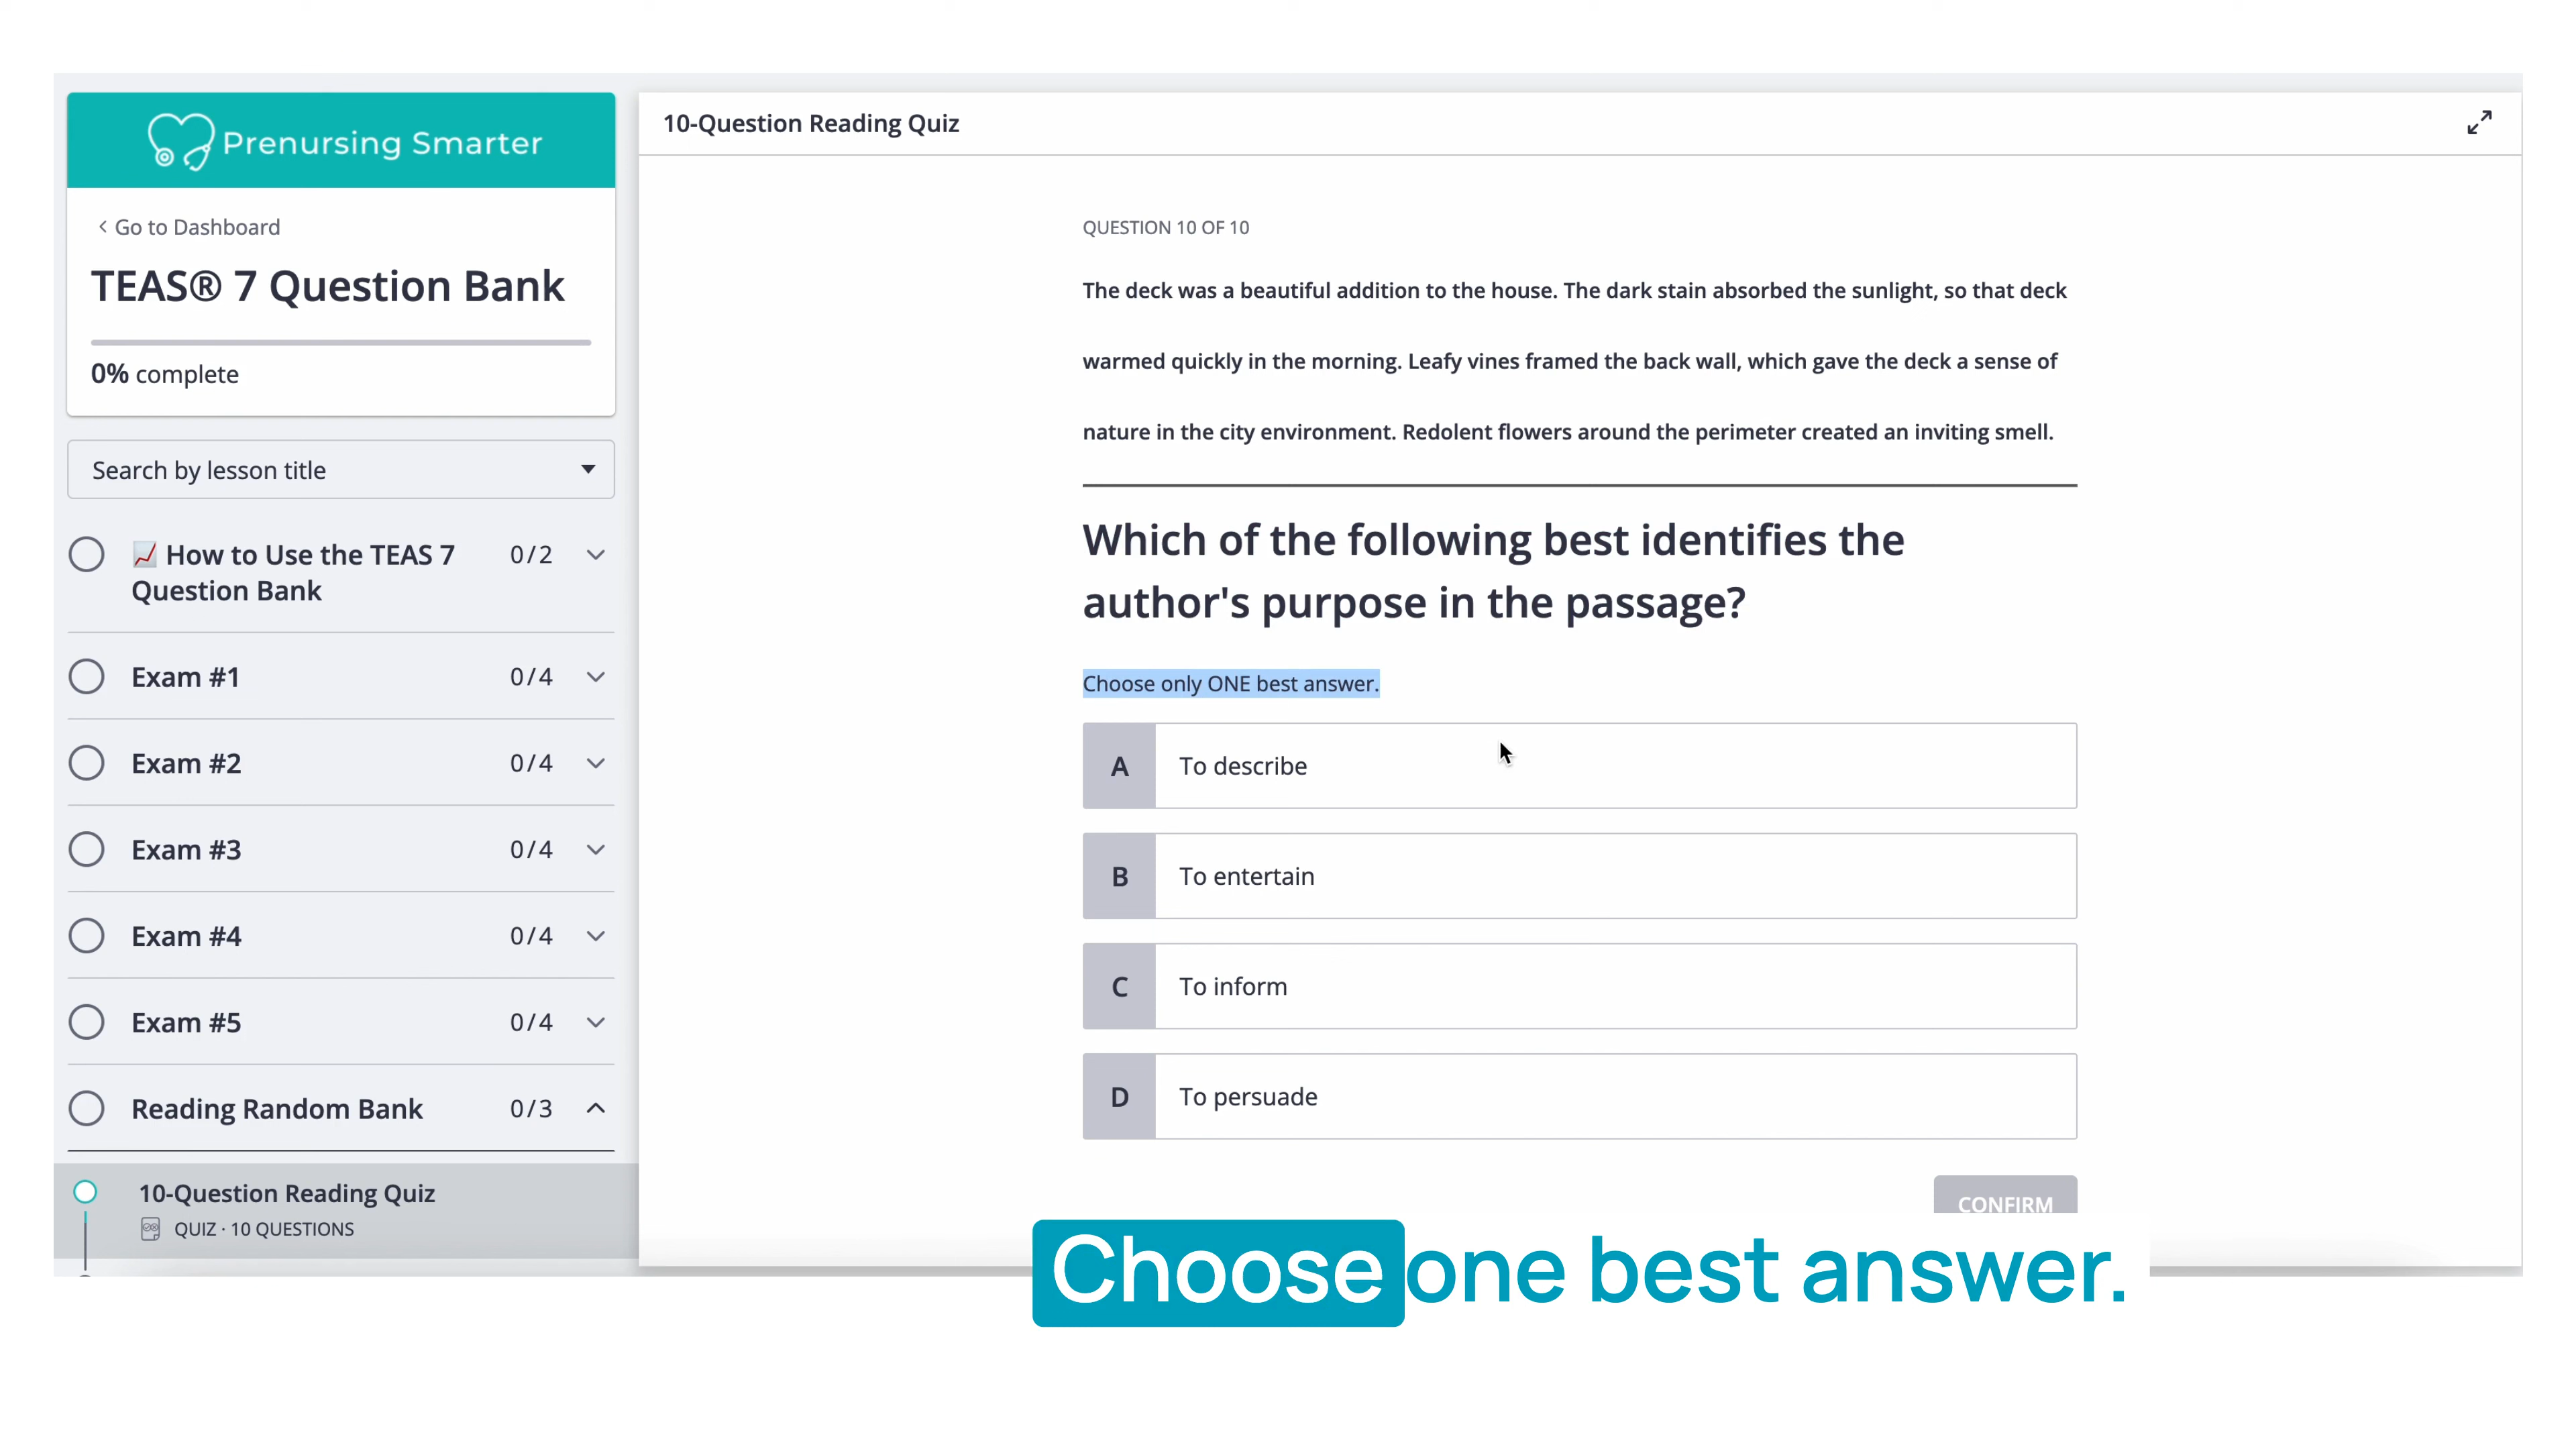 Prenursing Smarter
Go to Dashboard
TEAS® 7 Question Bank
0% complete
Search by lesson title
How to Use the TEAS 7 0/2
Question Bank
Exam #1 0/4
Exam #2 0/4
Exam #3 0/4
Exam #4 0/4
Exam #5 0/4
Reading Random Bank 0/3
10-Question Reading Quiz
QUIZ · 10 QUESTIONS
10-Question Reading Quiz
QUESTION 10 OF 10
The deck was a beautiful addition to the house. The dark stain absorbed the sunlight, so that deck
warmed quickly in the morning. Leafy vines framed the back wall, which gave the deck a sense of
nature in the city environment. Redolent flowers around the perimeter created an inviting smell.
Which of the following best identifies the
author's purpose in the passage?
Choose only ONE best answer.
A To describe
B To entertain
C To inform
D To persuade
CONFIRM
Choose one best answer.